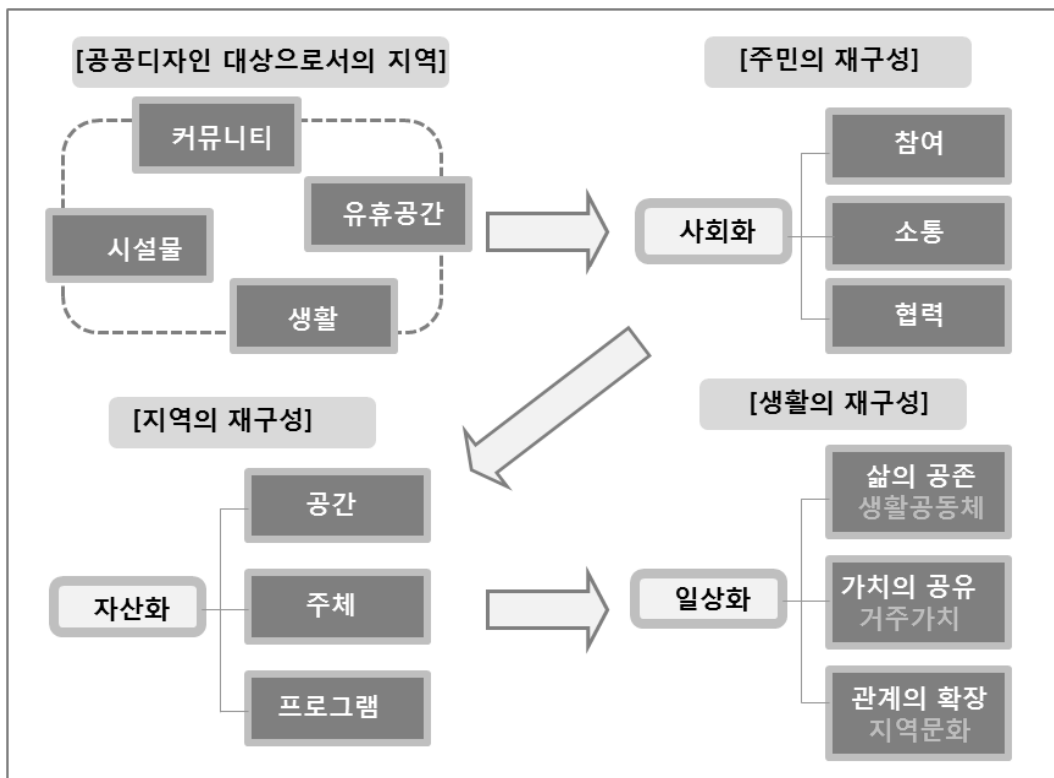 [공공디자인 대상으로서의 지역]
커뮤니티
유휴공간
시설물
생활
[주민의 재구성]
사회화
참여
소통
협력
[지역의 재구성]
자산화
공간
주체
프로그램
[생활의 재구성]
일상화
삶의 공존
생활공동체
가치의 공유
거주가치
관계의 확장
지역문화